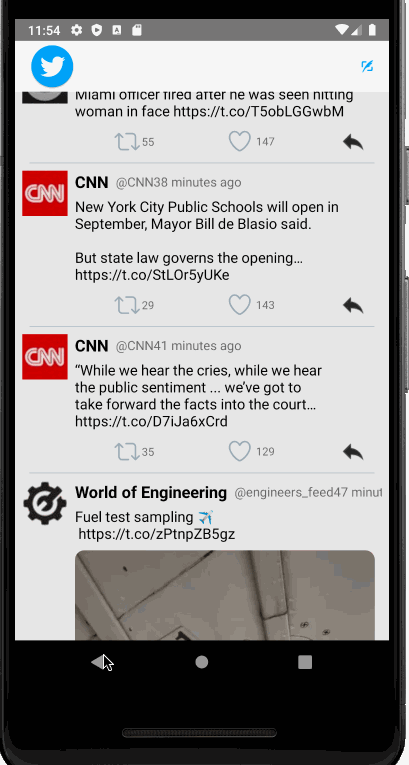 11:54
Miami officer fired after he was seen hitting
woman in face https://t.co/T5obLGGwbM
55 147
CNN
CNN @CNN38 minutes ago
New York City Public Schools will open in
September, Mayor Bill de Blasio said.
But state law governs the opening…
https://t.co/StLOr5yUKe
29 143
CNN
CNN @CNN41 minutes ago
“While we hear the cries, while we hear
the public sentiment ... we’ve got to
take forward the facts into the court…
https://t.co/D7iJa6xCrd
35 129
World of Engineering @engineers_feed47 minut
Fuel test sampling ✈️
https://t.co/zPtnpZB5gz